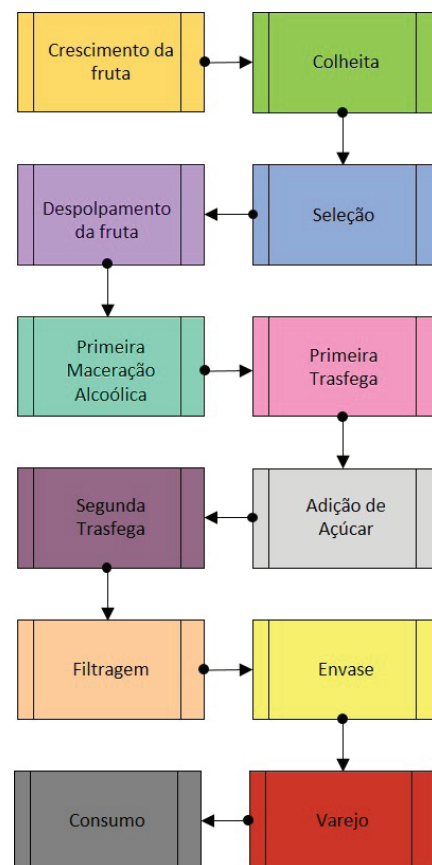 Crescimento da
fruta
Colheita
Seleção
Despolpamento
da fruta
Primeira
Maceração
Alcoólica
Primeira
Trasfega
Adição de
Açúcar
Segunda
Trasfega
Filtragem
Envase
Varejo
Consumo